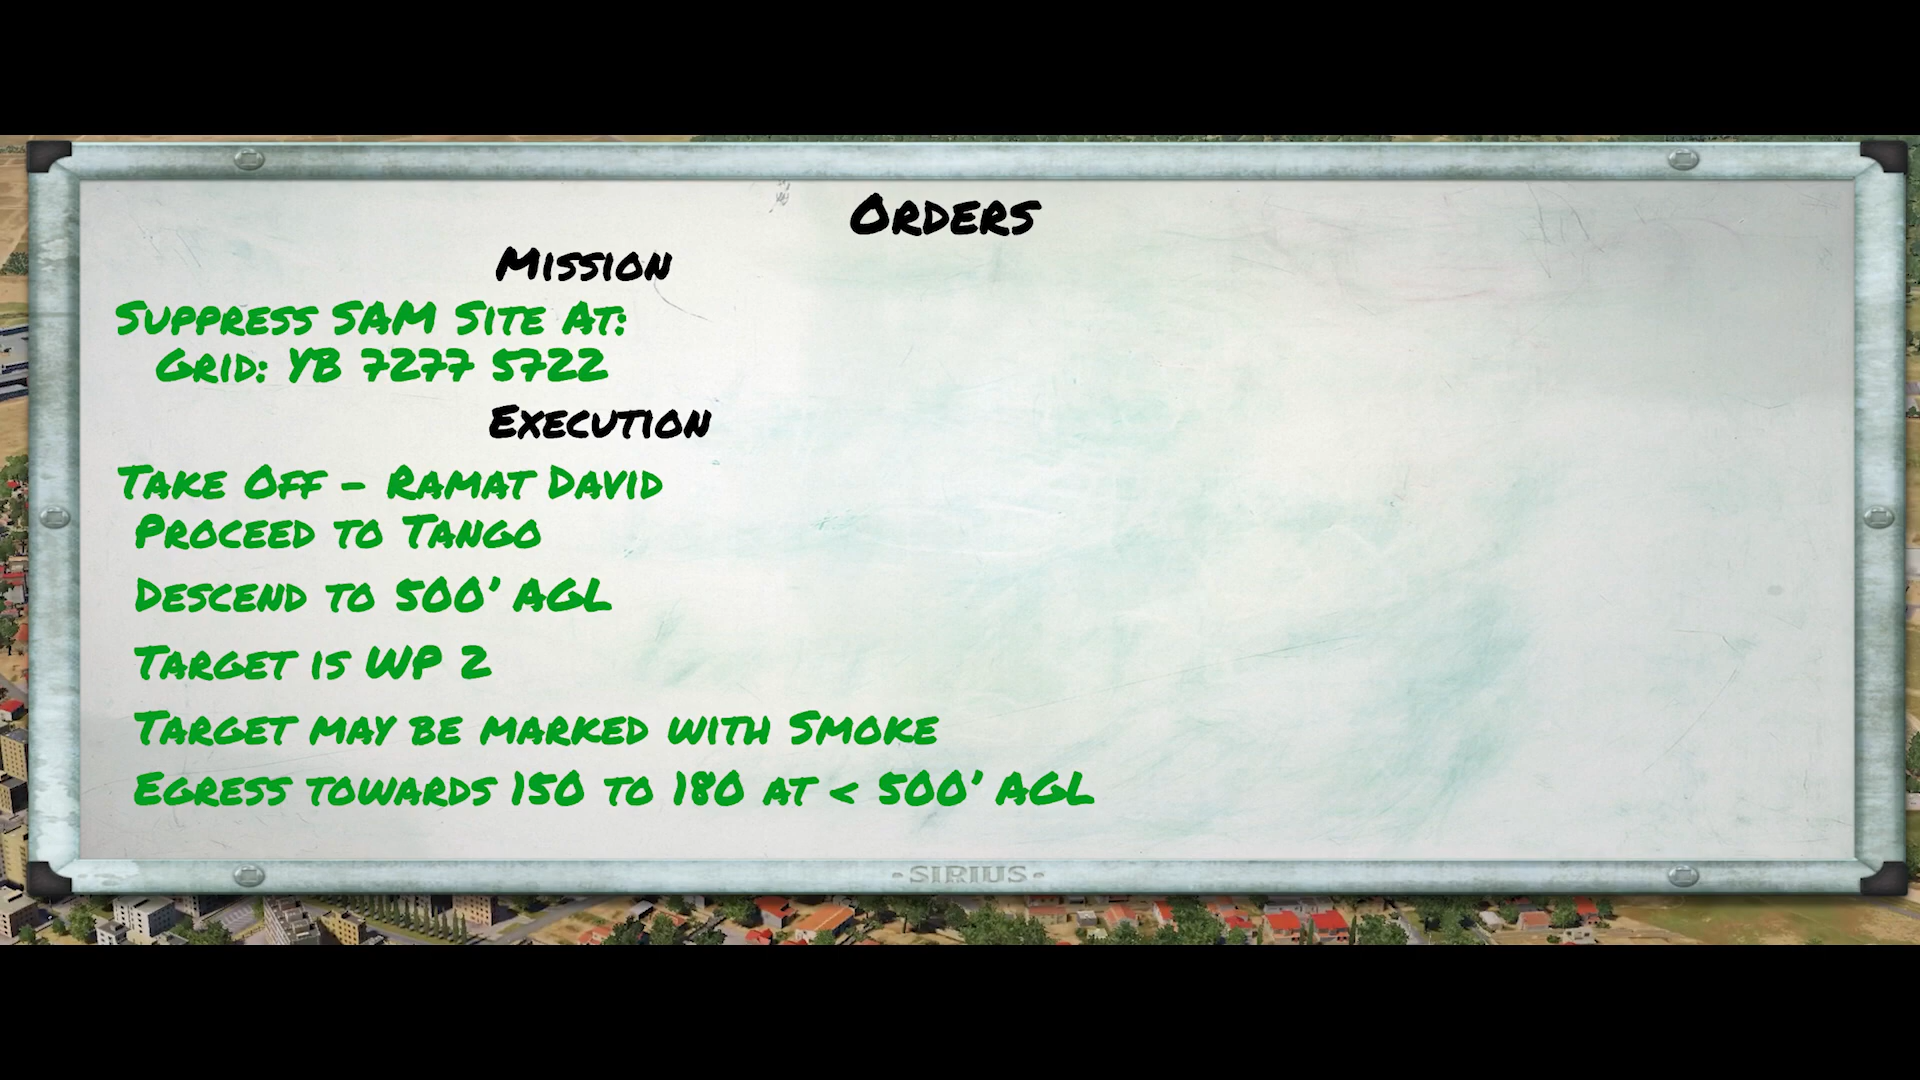 Orders
Mission
Suppress SAM Site At:
Grid: YB 7277 5722
Execution
Take Off - Ramat David
Proceed to Tango
Descend to 500' AGL
Target is WP 2
Target may be marked with Smoke
Egress towards 150 to 180 at < 500' AGL
- SIRIUS -